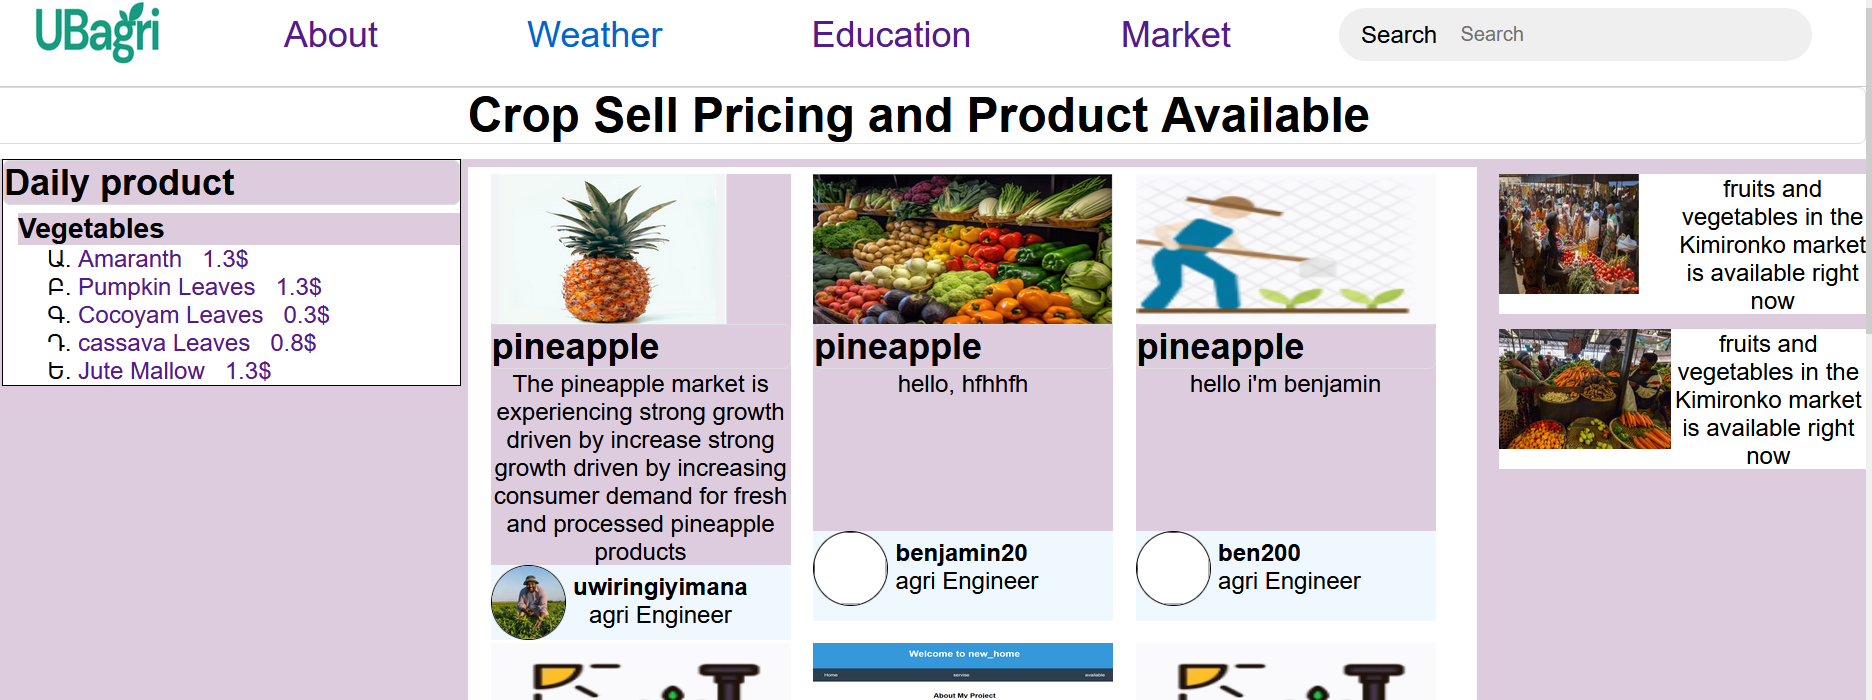 UBagri
About
Weather
Education
Market
Search Search
Crop Sell Pricing and Product Available
Daily product
Vegetables
Ա. Amaranth 1.3$
Բ. Pumpkin Leaves 1.3$
Գ. Cocoyam Leaves 0.3$
Դ. cassava Leaves 0.8$
Ե. Jute Mallow 1.3$
pineapple
The pineapple market is
experiencing strong growth
driven by increase strong
growth driven by increasing
consumer demand for fresh
and processed pineapple
products
uwiringiyimana
agri Engineer
pineapple
hello, hfhhfh
benjamin20
agri Engineer
pineapple
hello i'm benjamin
ben200
agri Engineer
Welcome to new_home
Home
servise
available
About My Project
fruits and
vegetables in the
Kimironko market
is available right
now
fruits and
vegetables in the
Kimironko market
is available right
now